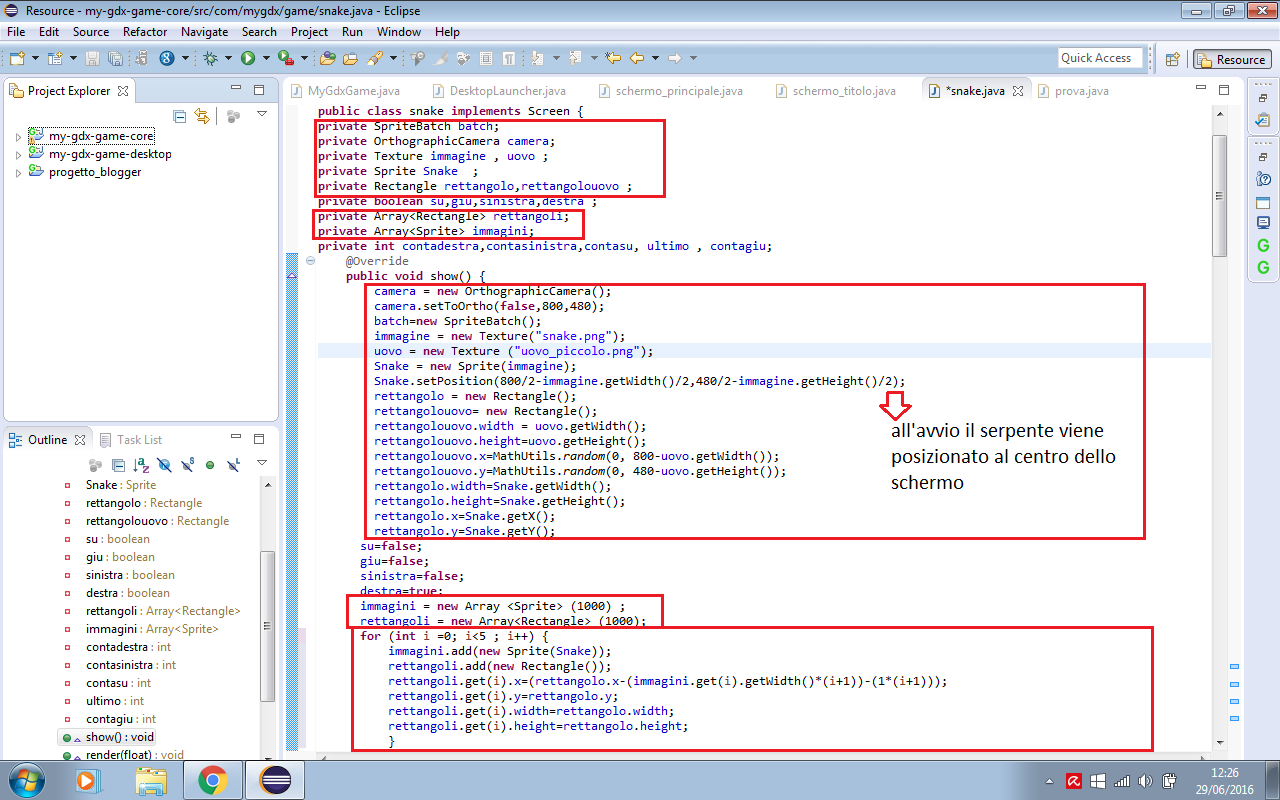 Resource - my-gdx-game-core/src/com/mygdx/game/snake.java - Eclipse
File Edit Source Refactor Navigate Search Project Run Window Help
Quick Access
Resource
Project Explorer
my-gdx-game-core
my-gdx-game-desktop
progetto_blogger
MyGdxGame.java DesktopLauncher.java schermo_principale.java schermo_titolo.java *snake.java prova.java
public class snake implements Screen {
private SpriteBatch batch;
private OrthographicCamera camera;
private Texture immagine , uovo ;
private Sprite Snake  ;
private Rectangle rettangolo,rettangolouovo ;
private boolean su,giu,sinistra,destra ;
private Array<Rectangle> rettangoli;
private Array<Sprite> immagini;
private int contadestra,contasinistra,contasu, ultimo , contagiu;
@Override
public void show() {
camera = new OrthographicCamera();
camera.setToOrtho(false,800,480);
batch=new SpriteBatch();
immagine = new Texture("snake.png");
uovo = new Texture ("uovo_piccolo.png");
Snake = new Sprite(immagine);
Snake.setPosition(800/2-immagine.getWidth()/2,480/2-immagine.getHeight()/2);
rettangolo = new Rectangle();
rettangolouovo= new Rectangle();
rettangolouovo.width = uovo.getWidth();
rettangolouovo.height=uovo.getHeight();
rettangolouovo.x=MathUtils.random(0, 800-uovo.getWidth());
rettangolouovo.y=MathUtils.random(0, 480-uovo.getHeight());
rettangolo.width=Snake.getWidth();
rettangolo.height=Snake.getHeight();
rettangolo.x=Snake.getX();
rettangolo.y=Snake.getY();
su=false;
giu=false;
sinistra=false;
destra=true;
immagini = new Array <Sprite> (1000) ;
rettangoli = new Array<Rectangle> (1000);
for (int i =0; i<5 ; i++) {
immagini.add(new Sprite(Snake));
rettangoli.add(new Rectangle());
rettangoli.get(i).x=(rettangolo.x-(immagini.get(i).getWidth()*(i+1))-(1*(i+1)));
rettangoli.get(i).y=rettangolo.y;
rettangoli.get(i).width=rettangolo.width;
rettangoli.get(i).height=rettangolo.height;
}
all'avvio il serpente viene
posizionato al centro dello
schermo
Outline Task List
Snake : Sprite
rettangolo : Rectangle
rettangolouovo : Rectangle
su : boolean
giu : boolean
sinistra : boolean
destra : boolean
rettangoli : Array<Rectangle>
immagini : Array<Sprite>
contadestra : int
contasinistra : int
contasu : int
ultimo : int
contagiu : int
show() : void
render(float) : void
12:26
29/06/2016